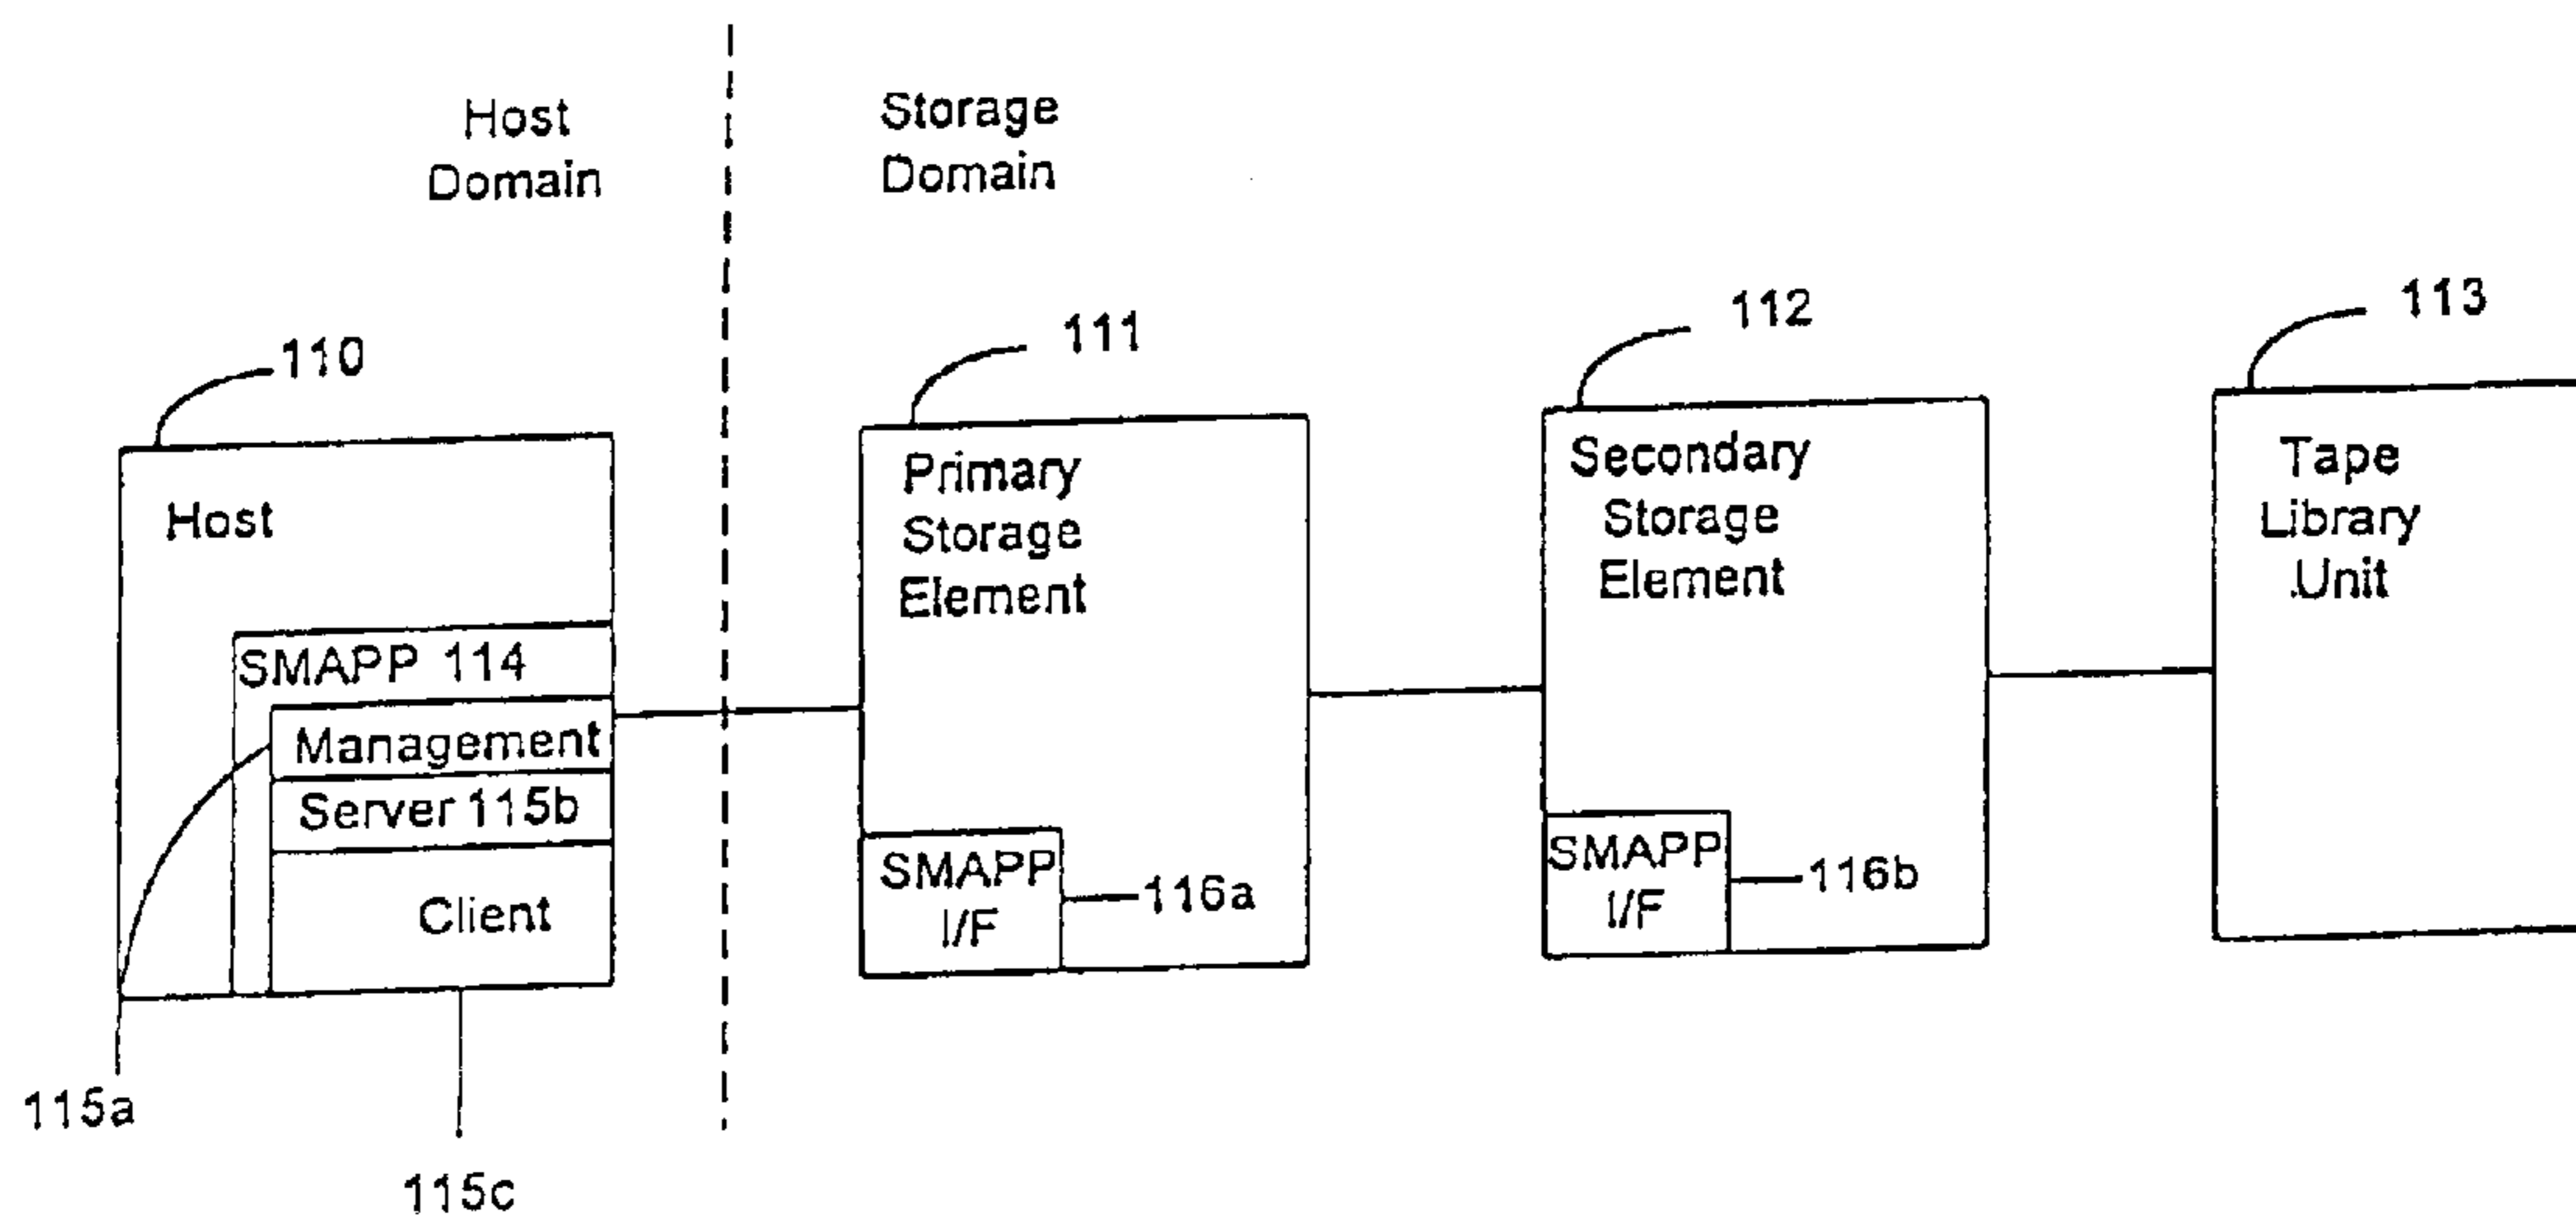 Host
Domain
Storage
Domain
110
111
112
113
Host
SMAPP 114
Management
Server 115b
Client
115a
115c
Primary
Storage
Element
SMAPP
I/F
116a
Secondary
Storage
Element
SMAPP
I/F
116b
Tape
Library
Unit